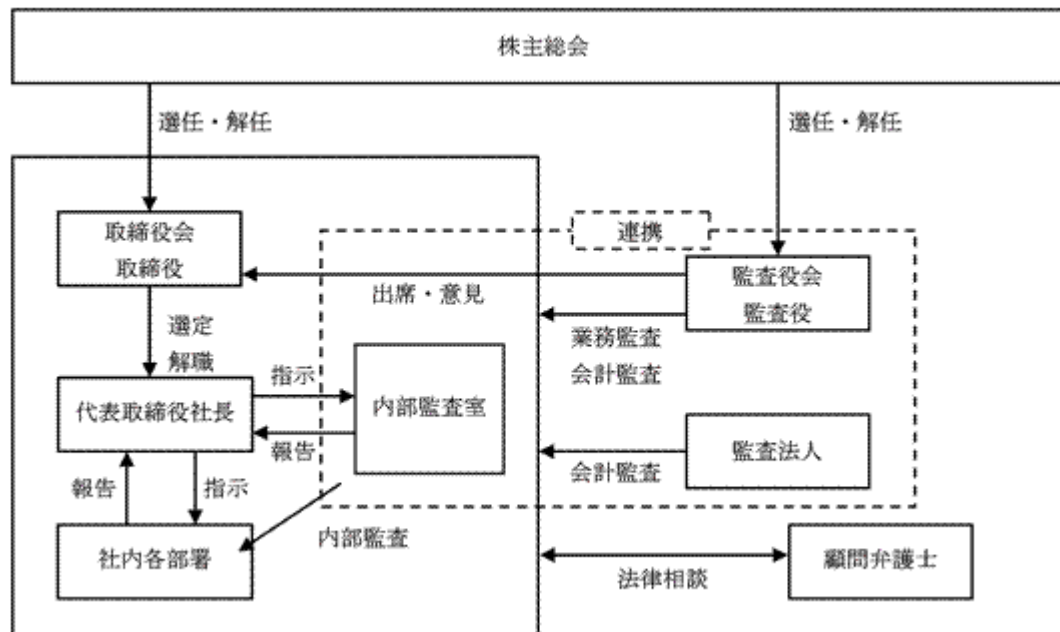 株主総会
選任・解任
選任・解任
取締役会
取締役
連携
監査役会
監査役
出席・意見
業務監査
会計監査
選定
解職
代表取締役社長
指示
報告
内部監査室
監査法人
会計監査
報告
指示
社内各部署
内部監査
法律相談
顧問弁護士